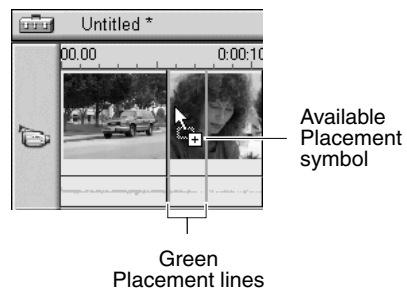 Untitled *
00.00 0:00:10
Available
Placement
symbol
Green
Placement lines